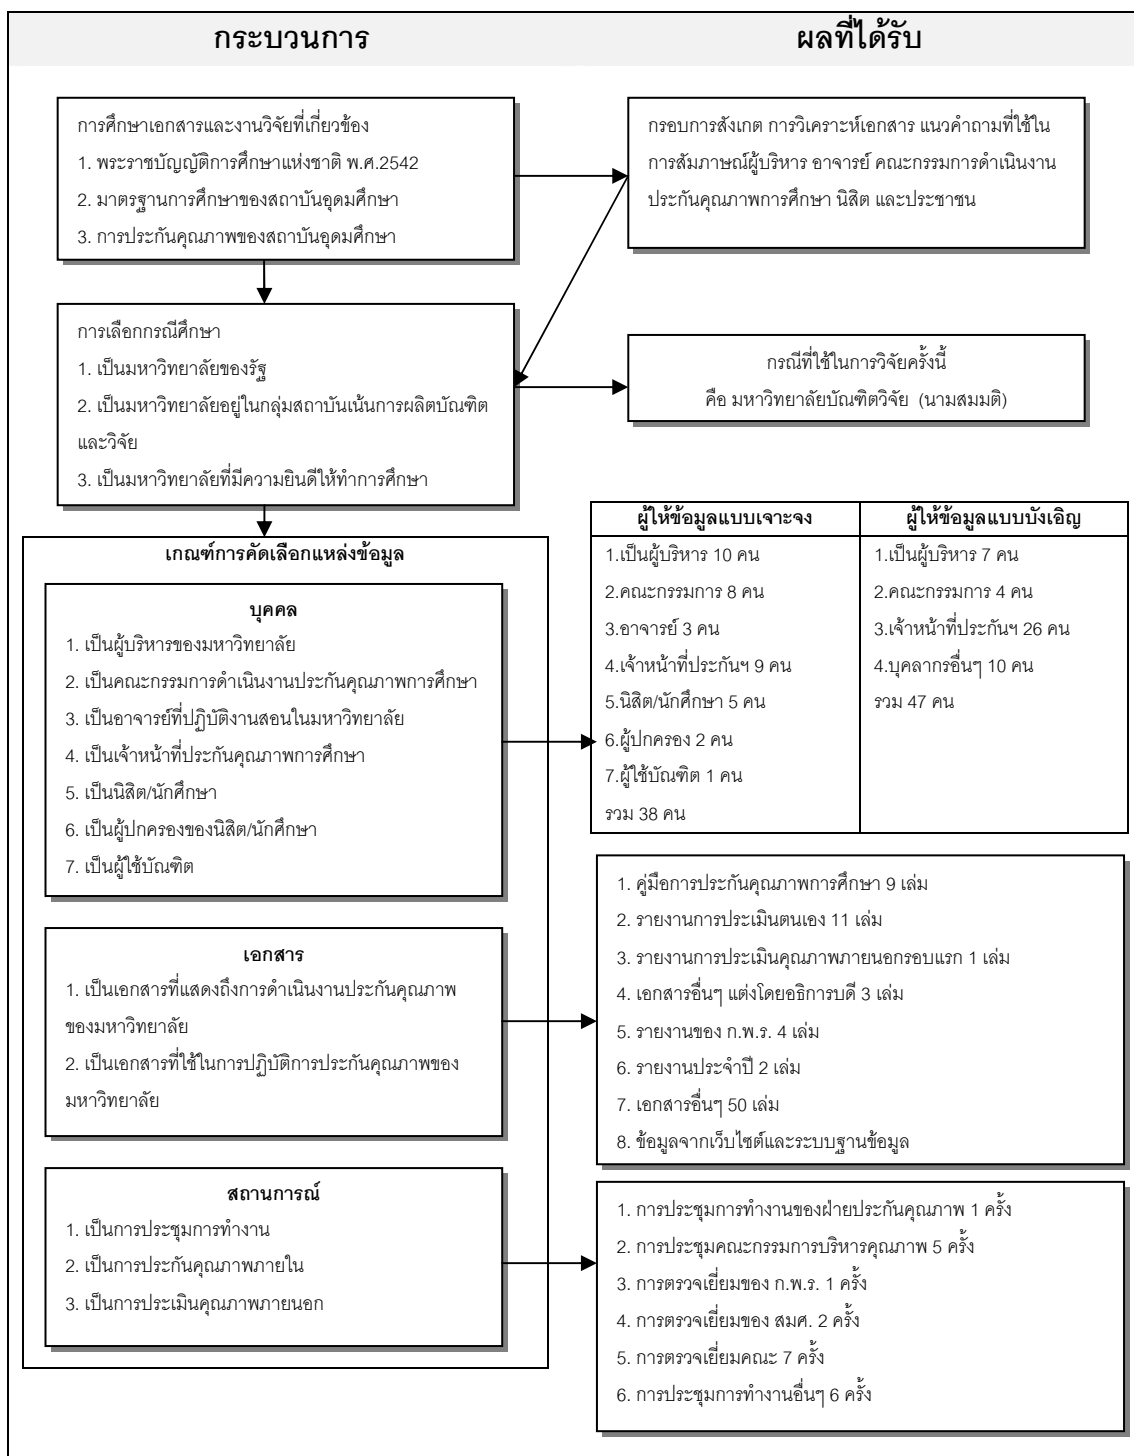 กระบวนการ
ผลที่ได้รับ
การศึกษาเอกสารและงานวิจัยที่เกี่ยวข้อง
1. พระราชบัญญัติการศึกษาแห่งชาติ พ.ศ.2542
2. มาตรฐานการศึกษาของสถาบันอุดมศึกษา
3. การประกันคุณภาพของสถาบันอุดมศึกษา
กรอบการสังเกต การวิเคราะห์เอกสาร แนวคำถามที่ใช้ใน
การสัมภาษณ์ผู้บริหาร อาจารย์ คณะกรรมการดำเนินงาน
ประกันคุณภาพการศึกษา นิสิต และประชาชน
การเลือกกรณีศึกษา
1. เป็นมหาวิทยาลัยของรัฐ
2. เป็นมหาวิทยาลัยอยู่ในกลุ่มสถาบันเน้นการผลิตบัณฑิต
และวิจัย
3. เป็นมหาวิทยาลัยที่มีความยินดีให้ทำการศึกษา
กรณีที่ใช้ในการวิจัยครั้งนี้
คือ มหาวิทยาลัยบัณฑิตวิจัย (นามสมมติ)
เกณฑ์การคัดเลือกแหล่งข้อมูล
บุคคล
1. เป็นผู้บริหารของมหาวิทยาลัย
2. เป็นคณะกรรมการดำเนินงานประกันคุณภาพการศึกษา
3. เป็นอาจารย์ที่ปฏิบัติงานสอนในมหาวิทยาลัย
4. เป็นเจ้าหน้าที่ประกันคุณภาพการศึกษา
5. เป็นนิสิต/นักศึกษา
6. เป็นผู้ปกครองของนิสิต/นักศึกษา
7. เป็นผู้ใช้บัณฑิต
ผู้ให้ข้อมูลแบบเจาะจง
1.เป็นผู้บริหาร 10 คน
2.คณะกรรมการ 8 คน
3.อาจารย์ 3 คน
4.เจ้าหน้าที่ประกันฯ 9 คน
5.นิสิต/นักศึกษา 5 คน
6.ผู้ปกครอง 2 คน
7.ผู้ใช้บัณฑิต 1 คน
รวม 38 คน
ผู้ให้ข้อมูลแบบบังเอิญ
1.เป็นผู้บริหาร 7 คน
2.คณะกรรมการ 4 คน
3.เจ้าหน้าที่ประกันฯ 26 คน
4.บุคลากรอื่นๆ 10 คน
รวม 47 คน
เอกสาร
1. เป็นเอกสารที่แสดงถึงการดำเนินงานประกันคุณภาพ
ของมหาวิทยาลัย
2. เป็นเอกสารที่ใช้ในการปฏิบัติการประกันคุณภาพของ
มหาวิทยาลัย
1. คู่มือการประกันคุณภาพการศึกษา 9 เล่ม
2. รายงานการประเมินตนเอง 11 เล่ม
3. รายงานการประเมินคุณภาพภายนอกรอบแรก 1 เล่ม
4. เอกสารอื่นๆ แต่งโดยอธิการบดี 3 เล่ม
5. รายงานของ ก.พ.ร. 4 เล่ม
6. รายงานประจำปี 2 เล่ม
7. เอกสารอื่นๆ 50 เล่ม
8. ข้อมูลจากเว็บไซต์และระบบฐานข้อมูล
สถานการณ์
1. เป็นการประชุมการทำงาน
2. เป็นการประกันคุณภาพภายใน
3. เป็นการประเมินคุณภาพภายนอก
1. การประชุมการทำงานของฝ่ายประกันคุณภาพ 1 ครั้ง
2. การประชุมคณะกรรมการบริหารคุณภาพ 5 ครั้ง
3. การตรวจเยี่ยมของ ก.พ.ร. 1 ครั้ง
4. การตรวจเยี่ยมของ สมศ. 2 ครั้ง
5. การตรวจเยี่ยมคณะ 7 ครั้ง
6. การประชุมการทำงานอื่นๆ 6 ครั้ง